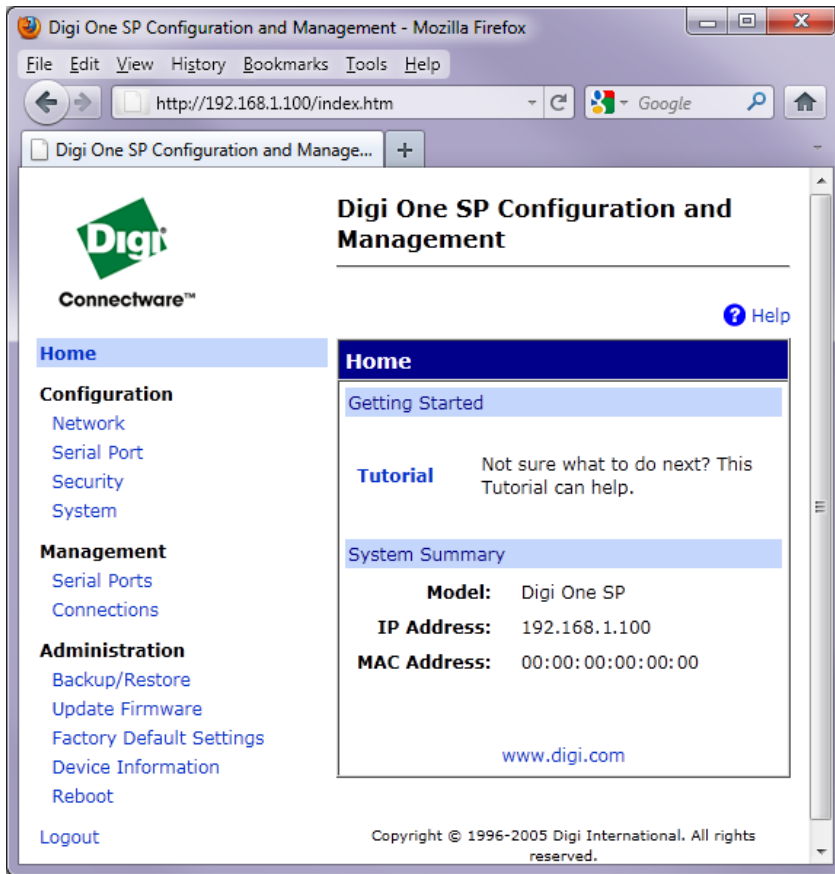 Digi One SP Configuration and Management - Mozilla Firefox
File Edit View History Bookmarks Tools Help
http://192.168.1.100/index.htm
Google
Digi One SP Configuration and Manage...
Digi
Connectware™
Digi One SP Configuration and
Management
Help
Home
Configuration
Network
Serial Port
Security
System
Management
Serial Ports
Connections
Administration
Backup/Restore
Update Firmware
Factory Default Settings
Device Information
Reboot
Logout
Home
Getting Started
Tutorial
Not sure what to do next? This
Tutorial can help.
System Summary
Model: Digi One SP
IP Address: 192.168.1.100
MAC Address: 00:00:00:00:00:00
www.digi.com
Copyright © 1996-2005 Digi International. All rights
reserved.